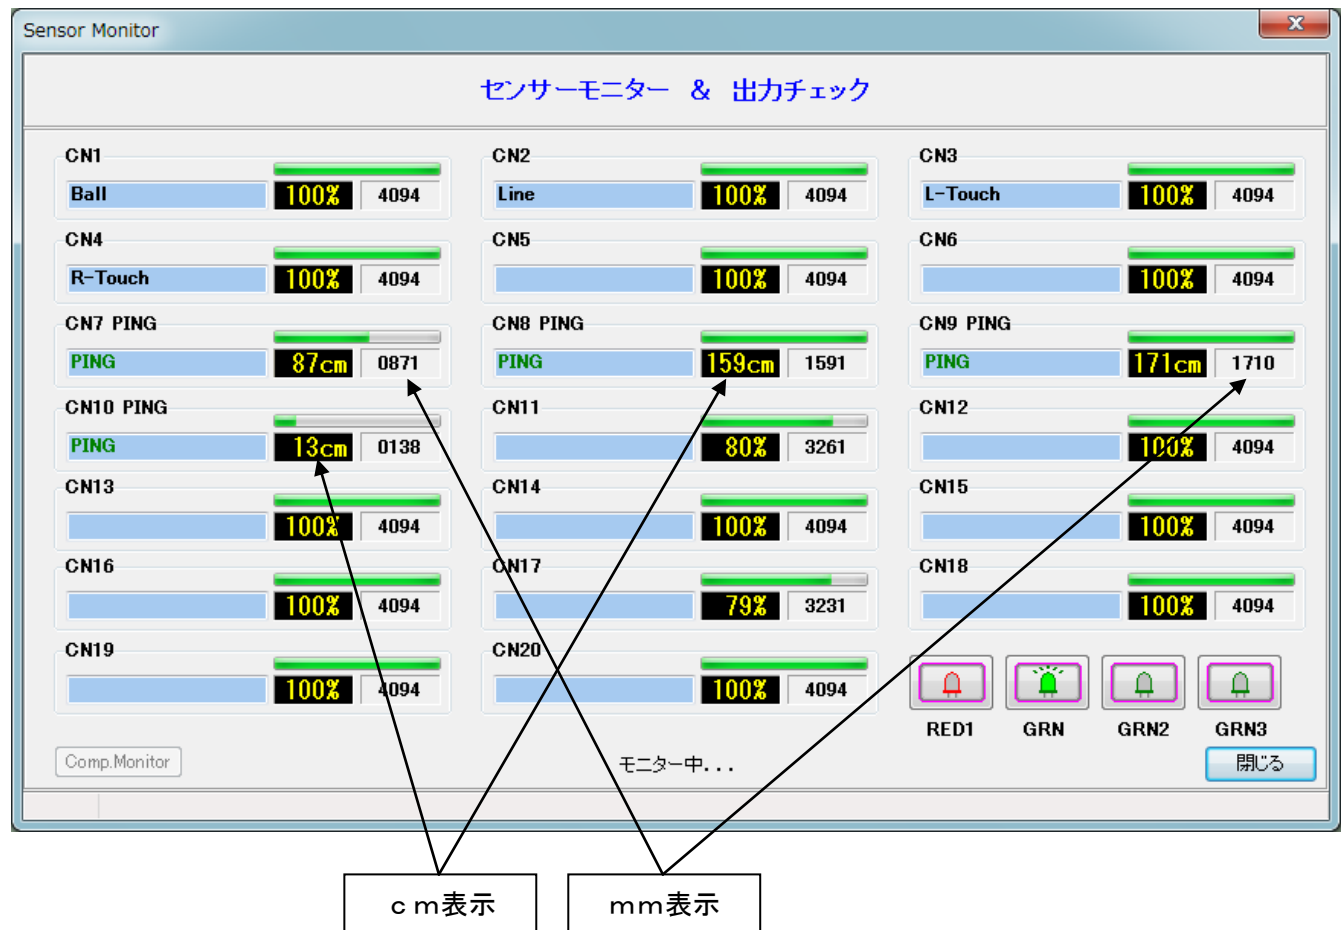 Sensor Monitor
センサーモニター & 出力チェック
CN1
Ball 100% 4094
CN2
Line 100% 4094
CN3
L-Touch 100% 4094
CN4
R-Touch 100% 4094
CN5
100% 4094
CN6
100% 4094
CN7 PING
PING 87cm 0871
CN8 PING
PING 159cm 1591
CN9 PING
PING 171cm 1710
CN10 PING
PING 13cm 0138
CN11
80% 3261
CN12
100% 4094
CN13
100% 4094
CN14
100% 4094
CN15
100% 4094
CN16
100% 4094
CN17
79% 3231
CN18
100% 4094
CN19
100% 4094
CN20
100% 4094
RED1 GRN GRN2 GRN3
Comp.Monitor モニター中... 閉じる
ｃｍ表示 ｍｍ表示